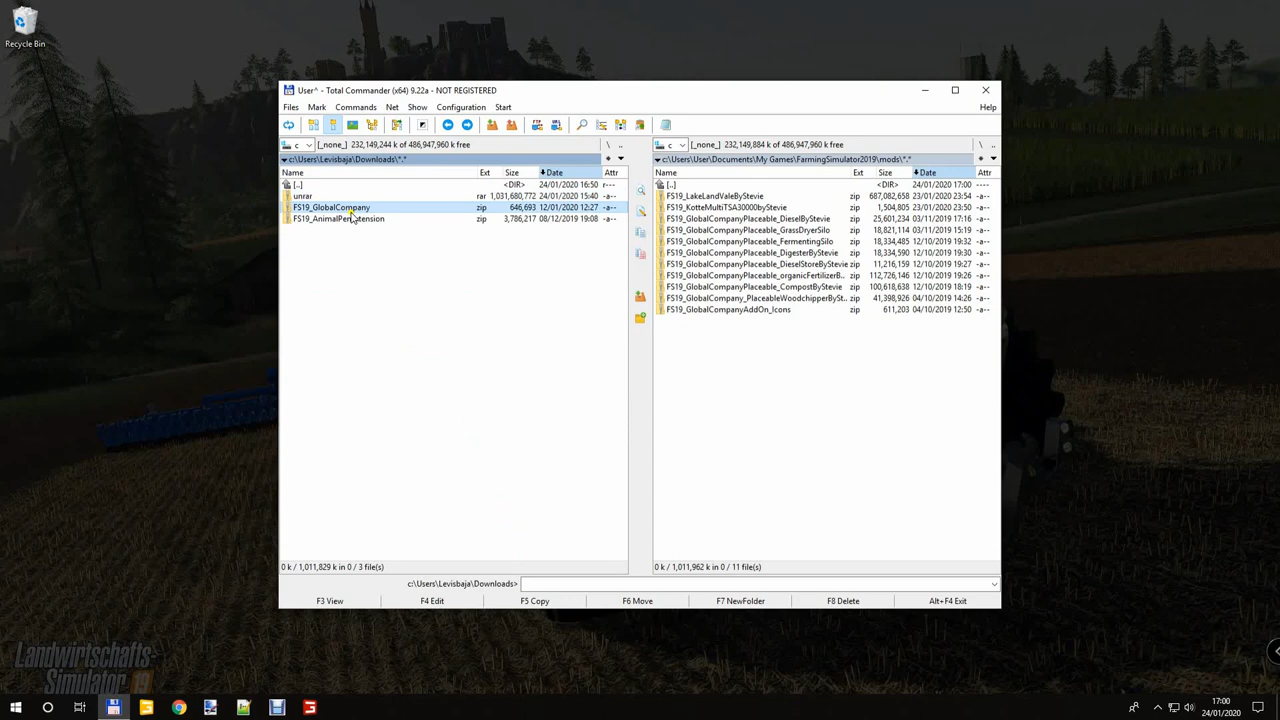 Recycle Bin
User^ - Total Commander (x64) 9.22a - NOT REGISTERED
Files Mark Commands Net Show Configuration Start Help
c [_none_] 232,149,244 k of 486,947,960 k free \ ..
c:\Users\Levisbaja\Downloads\*.* *
Name Ext Size Date Attr
[..] <DIR> 24/01/2020 16:50 r---
unrar rar 1,031,680,772 24/01/2020 15:40 -a--
FS19_GlobalCompany zip 646,693 12/01/2020 12:27 -a--
zip 3,786,217 08/12/2019 19:08 -a--
0 k / 1,011,829 k in 0 / 3 file(s)
c [_none_] 232,149,884 k of 486,947,960 k free \ ..
c:\Users\User\Documents\My Games\FarmingSimulator2019\mods\*.* *
Name Ext Size Date Attr
[..] <DIR> 24/01/2020 17:00 r---
FS19_LakeLandValeByStevie zip 687,082,658 23/01/2020 23:54 -a--
FS19_KotteMultiTSA30000byStevie zip 1,504,805 23/01/2020 23:54 -a--
FS19_GlobalCompanyPlaceable_DieselByStevie zip 25,601,234 03/11/2019 17:16 -a--
FS19_GlobalCompanyPlaceable_GrassDryerSilo zip 18,821,114 03/11/2019 15:19 -a--
FS19_GlobalCompanyPlaceable_FermentingSilo zip 18,334,485 12/10/2019 19:32 -a--
FS19_GlobalCompanyPlaceable_DigesterByStevie zip 18,334,590 12/10/2019 19:30 -a--
FS19_GlobalCompanyPlaceable_DieselStoreByStevie zip 11,216,159 12/10/2019 19:27 -a--
FS19_GlobalCompanyPlaceable_organicFertilizerB.. zip 112,726,146 12/10/2019 19:26 -a--
FS19_GlobalCompanyPlaceable_CompostByStevie zip 100,618,638 12/10/2019 18:19 -a--
FS19_GlobalCompany_PlaceableWoodchipperBySt.. zip 41,398,926 04/10/2019 14:26 -a--
FS19_GlobalCompanyAddOn_Icons zip 611,203 04/10/2019 12:50 -a--
0 k / 1,011,962 k in 0 / 11 file(s)
c:\Users\Levisbaja\Downloads>
F3 View F4 Edit F5 Copy F6 Move F7 NewFolder F8 Delete Alt+F4 Exit
Landwirtschafts-
Simulator 19
17:00
24/01/2020